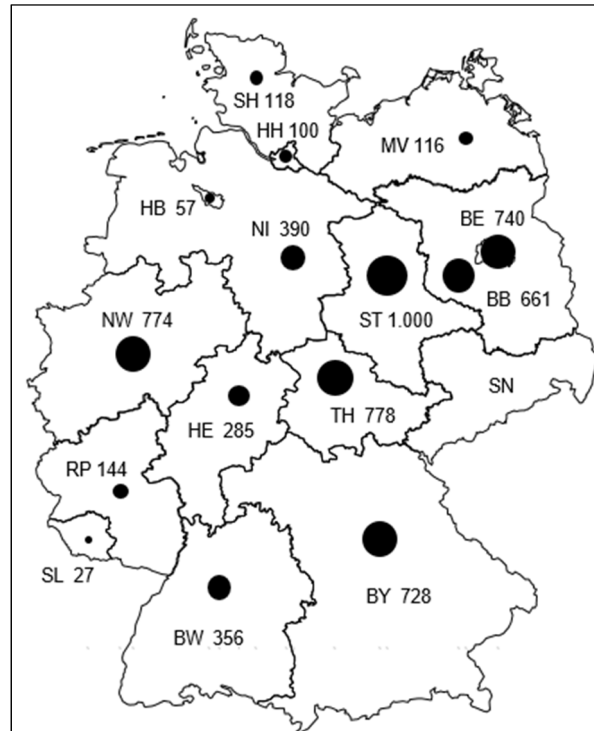 SH 118
HH 100
MV 116
HB 57
NI 390
BE 740
BB 661
ST 1.000
NW 774
SN
TH 778
HE 285
RP 144
SL 27
BY 728
BW 356